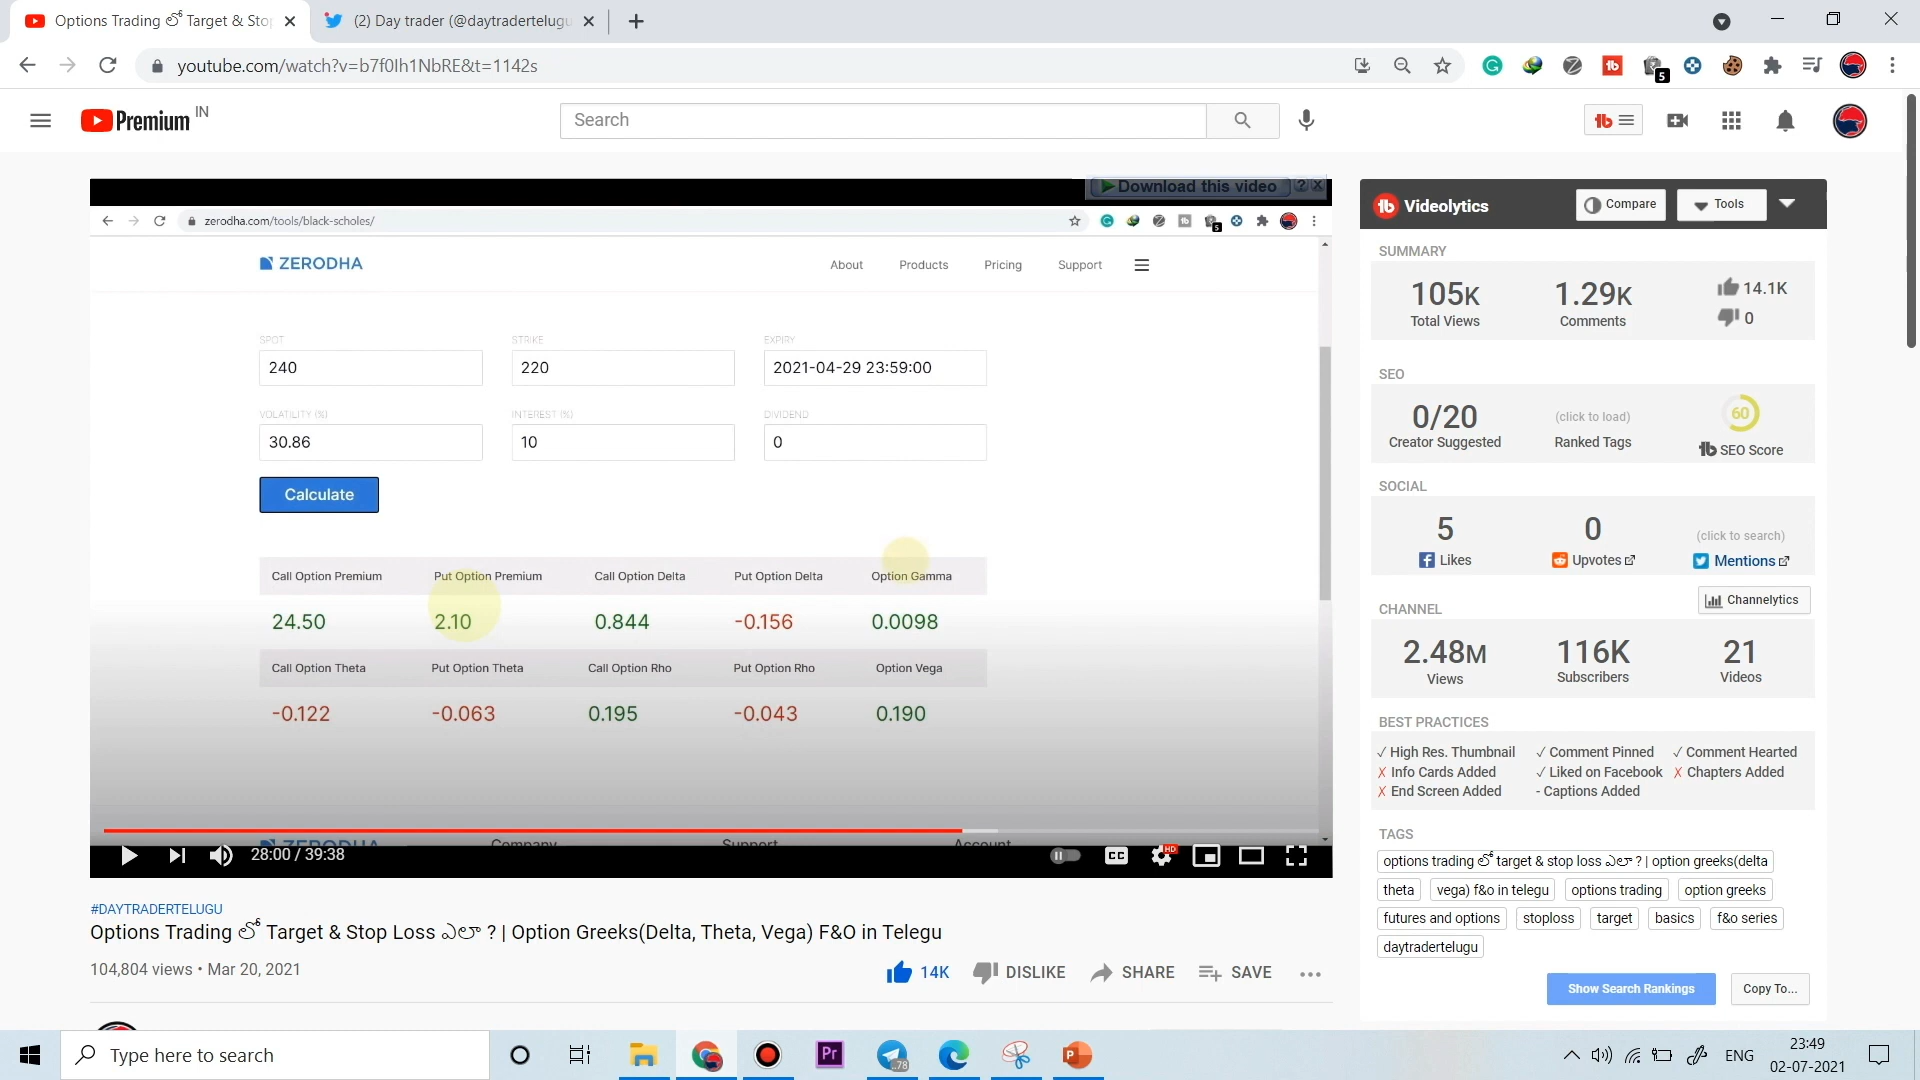 Options Trading లో Target & Sto
(2) Day trader (@daytradertelugu
youtube.com/watch?v=b7f0Ih1NbRE&t=1142s
5
Premium IN
Search
Download this video
zerodha.com/tools/black-scholes/
5
ZERODHA
About Products Pricing Support
SPOT STRIKE EXPIRY
240 220 2021-04-29 23:59:00
VOLATILITY (%) INTEREST (%) DIVIDEND
30.86 10 0
Calculate
Call Option Premium Put Option Premium Call Option Delta Put Option Delta Option Gamma
24.50 2.10 0.844 -0.156 0.0098
Call Option Theta Put Option Theta Call Option Rho Put Option Rho Option Vega
-0.122 -0.063 0.195 -0.043 0.190
ZERODHA Company Support Account
28:00 / 39:38
CC HD
#DAYTRADERTELUGU
Options Trading లో Target & Stop Loss ఎలా ? | Option Greeks(Delta, Theta, Vega) F&O in Telegu
104,804 views • Mar 20, 2021
14K DISLIKE SHARE SAVE
Videolytics Compare Tools
SUMMARY
105K 1.29K 14.1K
Total Views Comments 0
SEO
0/20 (click to load) 60
Creator Suggested Ranked Tags SEO Score
SOCIAL
5 0 (click to search)
Likes Upvotes Mentions
CHANNEL Channelytics
2.48M 116K 21
Views Subscribers Videos
BEST PRACTICES
✓ High Res. Thumbnail ✓ Comment Pinned ✓ Comment Hearted
✗ Info Cards Added ✓ Liked on Facebook ✗ Chapters Added
✗ End Screen Added - Captions Added
TAGS
options trading లో target & stop loss ఎలా ? | option greeks(delta
theta vega) f&o in telegu options trading option greeks
futures and options stoploss target basics f&o series
daytradertelugu
Show Search Rankings Copy To...
Type here to search
Pr
78
P
ENG
23:49
02-07-2021